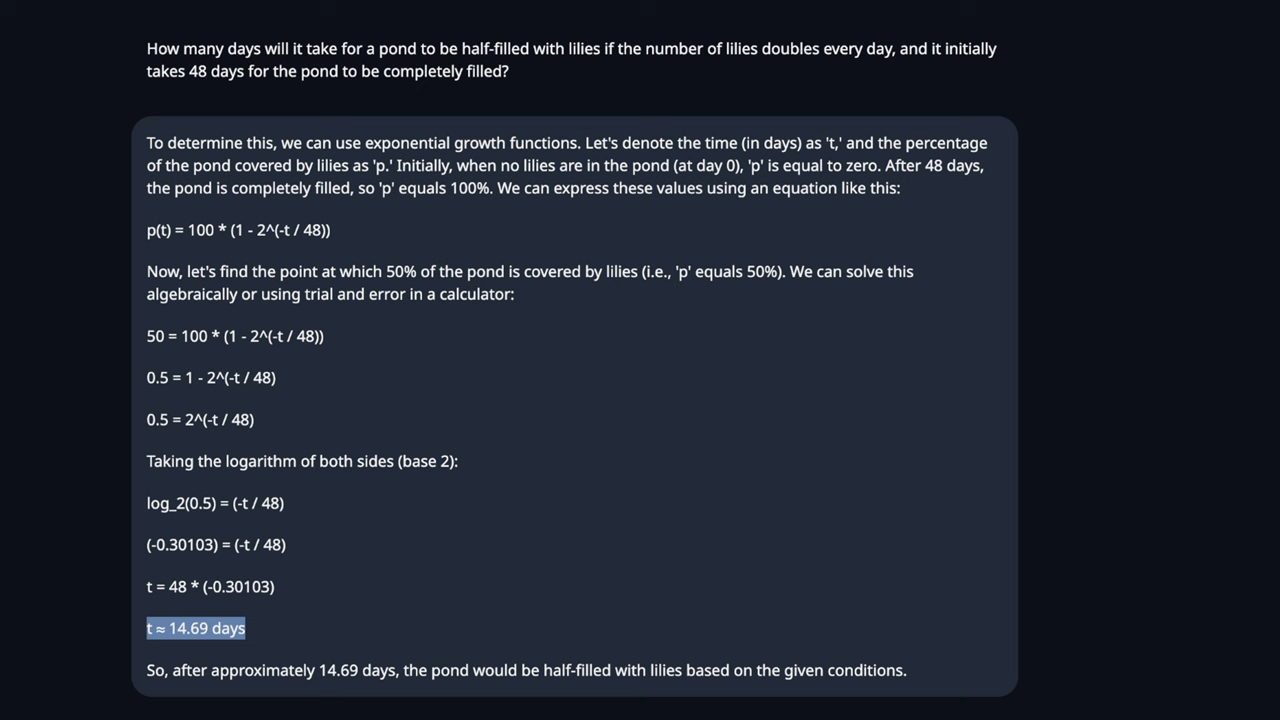 How many days will it take for a pond to be half-filled with lilies if the number of lilies doubles every day, and it initially
takes 48 days for the pond to be completely filled?
To determine this, we can use exponential growth functions. Let's denote the time (in days) as 't,' and the percentage
of the pond covered by lilies as 'p.' Initially, when no lilies are in the pond (at day 0), 'p' is equal to zero. After 48 days,
the pond is completely filled, so 'p' equals 100%. We can express these values using an equation like this:
p(t) = 100 * (1 - 2^(-t / 48))
Now, let's find the point at which 50% of the pond is covered by lilies (i.e., 'p' equals 50%). We can solve this
algebraically or using trial and error in a calculator:
50 = 100 * (1 - 2^(-t / 48))
0.5 = 1 - 2^(-t / 48)
0.5 = 2^(-t / 48)
Taking the logarithm of both sides (base 2):
log_2(0.5) = (-t / 48)
(-0.30103) = (-t / 48)
t = 48 * (-0.30103)
t ≈ 14.69 days
So, after approximately 14.69 days, the pond would be half-filled with lilies based on the given conditions.